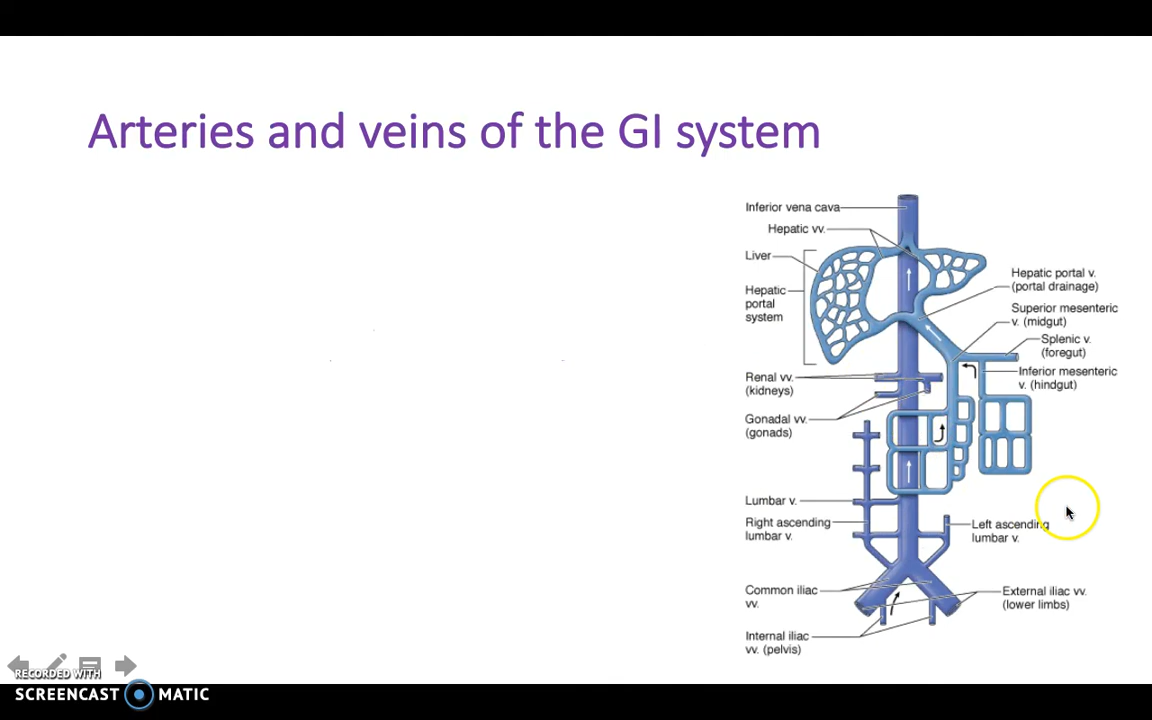 Arteries and veins of the GI system
Inferior vena cava
Hepatic vv.
Liver
Hepatic
portal
system
Hepatic portal v.
(portal drainage)
Superior mesenteric
v. (midgut)
Splenic v.
(foregut)
Inferior mesenteric
v. (hindgut)
Renal vv.
(kidneys)
Gonadal vv.
(gonads)
Lumbar v.
Right ascending
lumbar v.
Left ascending
lumbar v.
Common iliac
vv.
External iliac vv.
(lower limbs)
Internal iliac
vv. (pelvis)
RECORDED WITH
SCREENCAST MATIC